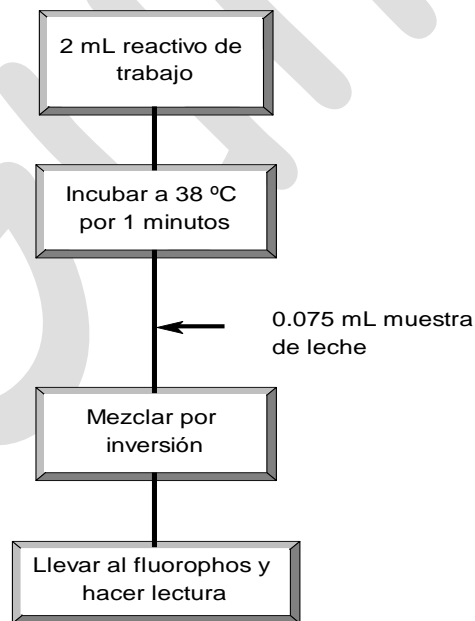 2 mL reactivo de
trabajo
Incubar a 38 ºC
por 1 minutos
0.075 mL muestra
de leche
Mezclar por
inversión
Llevar al fluorophos y
hacer lectura